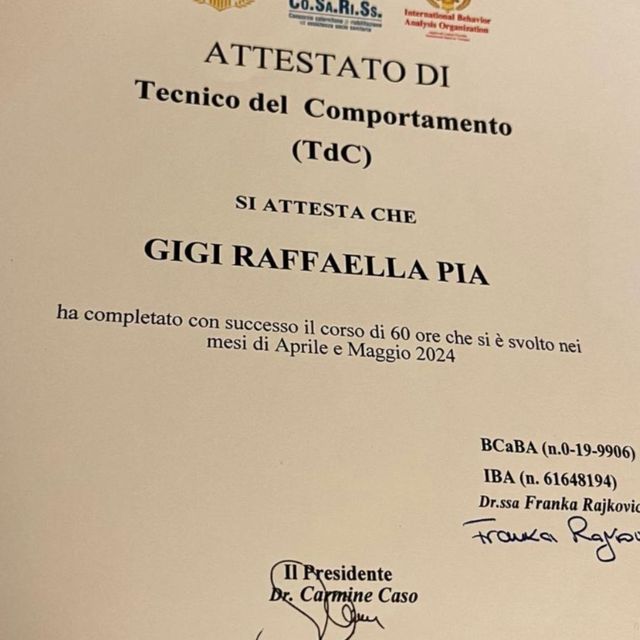 Co.Sa.Ri.Ss.
International Behavior
Analysis Organization
ATTESTATO DI
Tecnico del Comportamento
(TdC)
SI ATTESTA CHE
GIGI RAFFAELLA PIA
ha completato con successo il corso di 60 ore che si è svolto nei
mesi di Aprile e Maggio 2024
BCaBA (n.0-19-9906)
IBA (n. 61648194)
Dr.ssa Franka Rajkovic
Franka Rajkov
Il Presidente
Dr. Carmine Caso